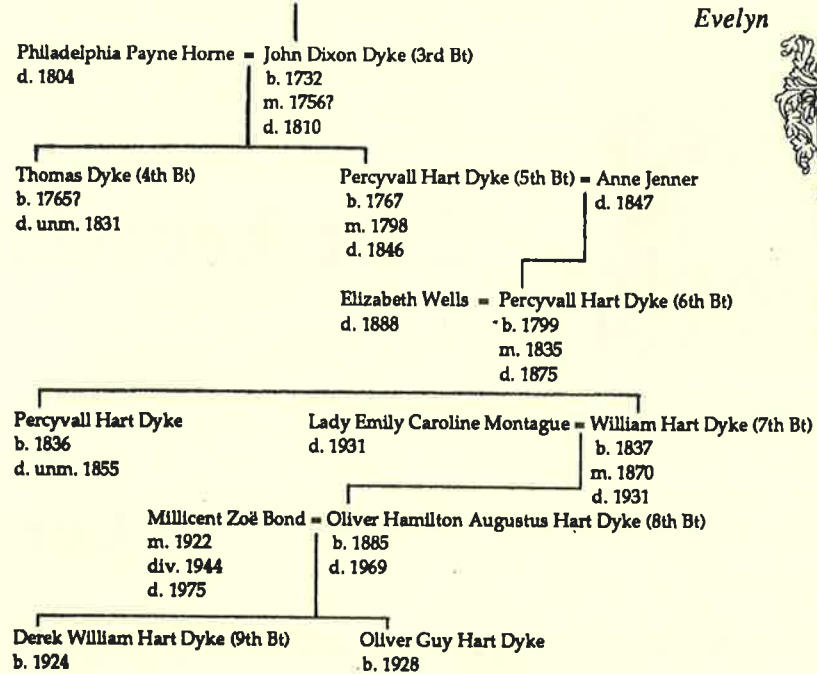 Evelyn
Philadelphia Payne Horne = John Dixon Dyke (3rd Bt)
d. 1804
b. 1732
m. 1756?
d. 1810
Thomas Dyke (4th Bt)
b. 1765?
d. unm. 1831
Percyvall Hart Dyke (5th Bt) = Anne Jenner
b. 1767
m. 1798
d. 1846
d. 1847
Elizabeth Wells = Percyvall Hart Dyke (6th Bt)
d. 1888
b. 1799
m. 1835
d. 1875
Percyvall Hart Dyke
b. 1836
d. unm. 1855
Lady Emily Caroline Montague = William Hart Dyke (7th Bt)
d. 1931
b. 1837
m. 1870
d. 1931
Millicent Zoë Bond = Oliver Hamilton Augustus Hart Dyke (8th Bt)
m. 1922
div. 1944
d. 1975
b. 1885
d. 1969
Derek William Hart Dyke (9th Bt)
b. 1924
Oliver Guy Hart Dyke
b. 1928